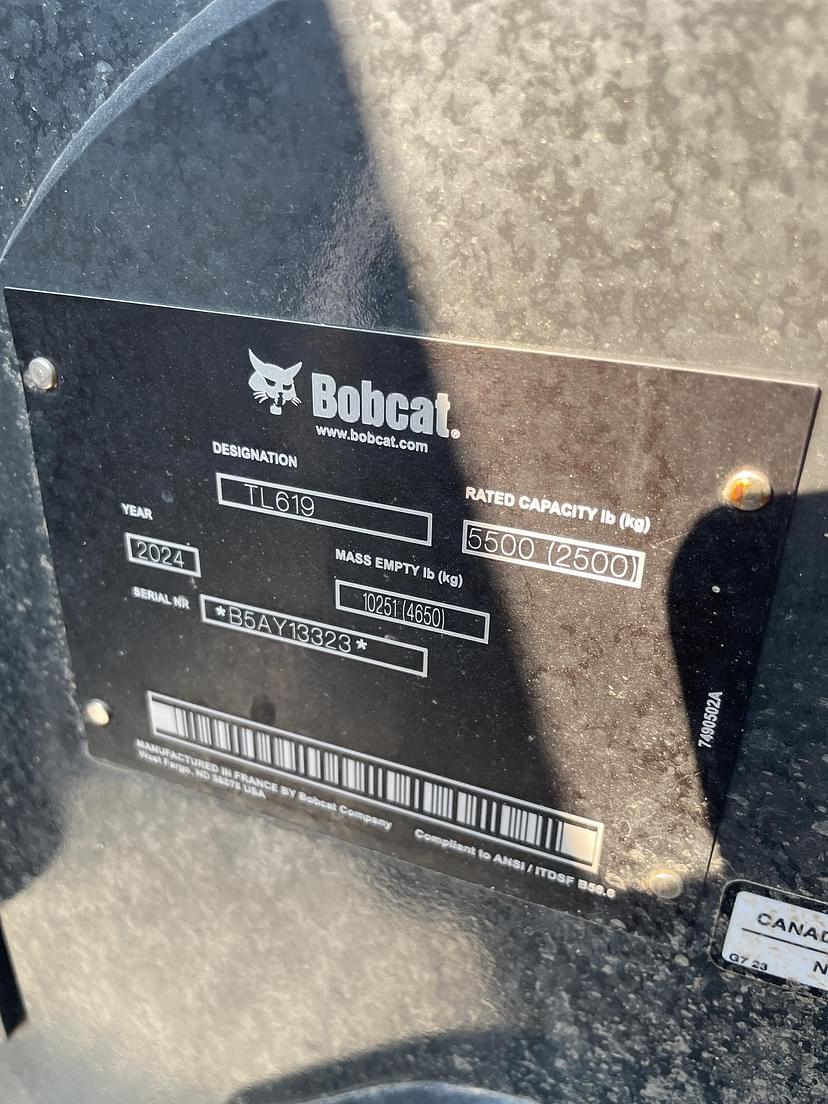 Bobcat®
www.bobcat.com
DESIGNATION
TL619
RATED CAPACITY lb (kg)
5500 (2500)
YEAR
2024
MASS EMPTY lb (kg)
10251 (4650)
SERIAL NR
*B5AY13323*
7490502A
MANUFACTURED IN FRANCE BY Bobcat Company
West Fargo, ND 58078 USA
Compliant to ANSI / ITDSF B56.6
CANAD
G7 23
N